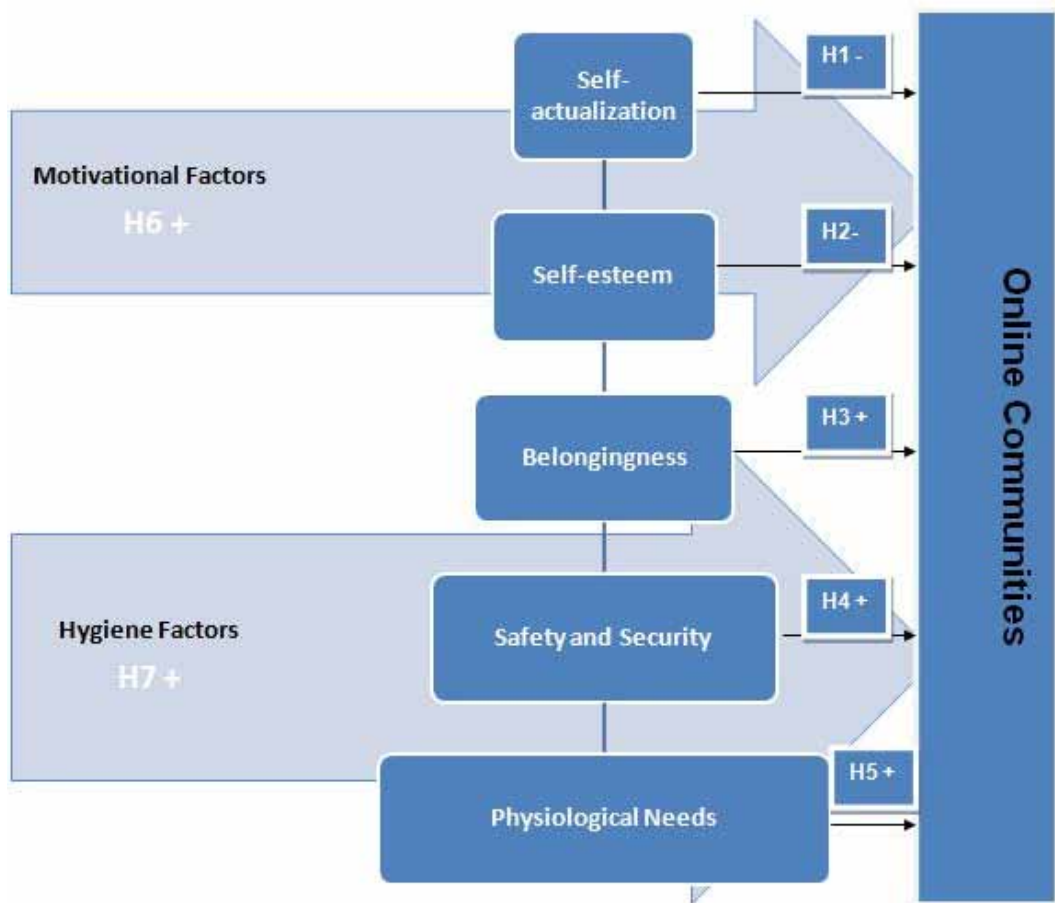 H1 -
Self-
actualization
Motivational Factors
H6 +
H2-
Self-esteem
H3 +
Belongingness
Online Communities
H4 +
Hygiene Factors
Safety and Security
H7 +
H5 +
Physiological Needs